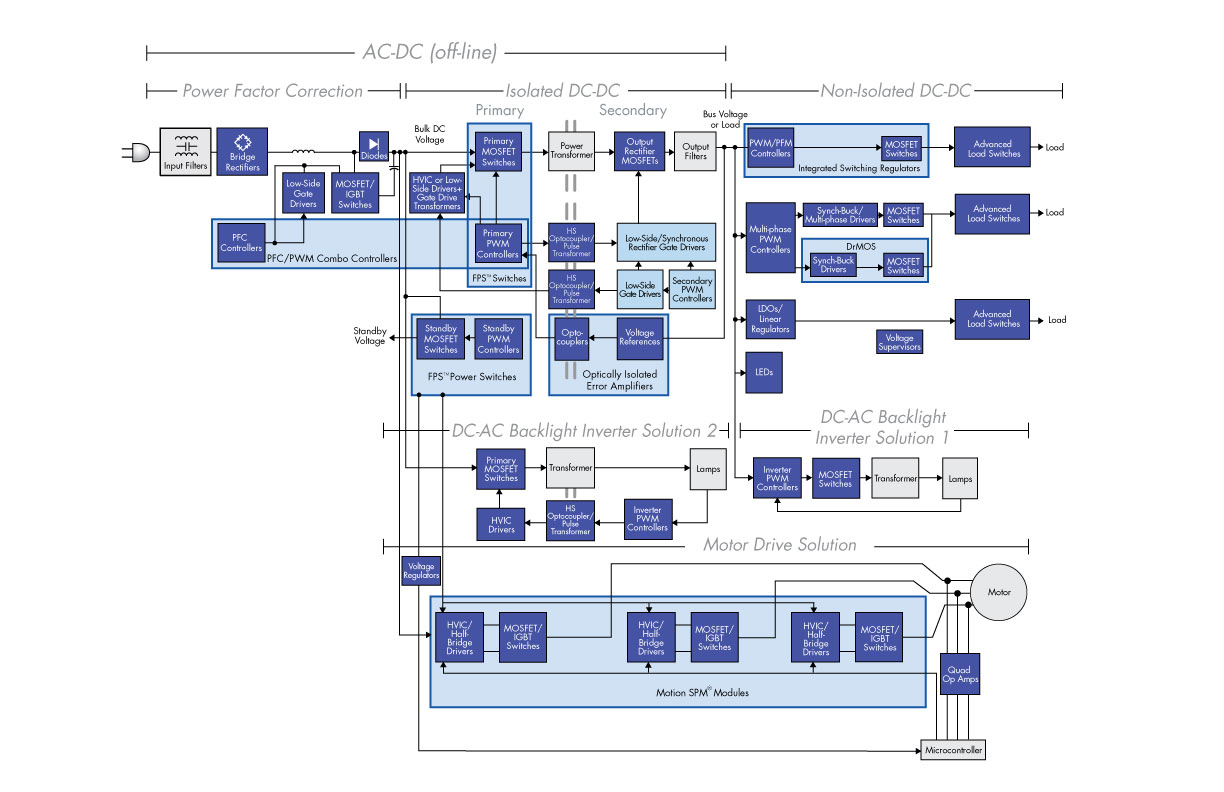 AC-DC (off-line)
Power Factor Correction
Isolated DC-DC
Non-Isolated DC-DC
Primary
Secondary
Bulk DC
Voltage
Bus Voltage
or Load
Input Filters
Bridge
Rectifiers
Diodes
Low-Side
Gate
Drivers
MOSFET/
IGBT
Switches
PFC
Controllers
PFC/PWM Combo Controllers
Primary
MOSFET
Switches
HVIC or Low-
Side Drivers+
Gate Drive
Transformers
Primary
PWM
Controllers
FPS™ Switches
Power
Transformer
Output
Rectifier
MOSFETs
Output
Filters
HS
Optocoupler/
Pulse
Transformer
Low-Side/Synchronous
Rectifier Gate Drivers
HS
Optocoupler/
Pulse
Transformer
Low-Side
Gate Drivers
Secondary
PWM
Controllers
Standby
Voltage
Standby
MOSFET
Switches
Standby
PWM
Controllers
FPS™Power Switches
Opto-
couplers
Voltage
References
Optically Isolated
Error Amplifiers
PWM/PFM
Controllers
MOSFET
Switches
Integrated Switching Regulators
Advanced
Load Switches
Load
Multi-phase
PWM
Controllers
Synch-Buck/
Multi-phase Drivers
MOSFET
Switches
DrMOS
Synch-Buck
Drivers
MOSFET
Switches
Advanced
Load Switches
Load
LDOs/
Linear
Regulators
Voltage
Supervisors
Advanced
Load Switches
Load
LEDs
DC-AC Backlight Inverter Solution 2
DC-AC Backlight
Inverter Solution 1
Primary
MOSFET
Switches
Transformer
Lamps
HVIC
Drivers
HS
Optocoupler/
Pulse
Transformer
Inverter
PWM
Controllers
Inverter
PWM
Controllers
MOSFET
Switches
Transformer
Lamps
Motor Drive Solution
Voltage
Regulators
HVIC/
Half-
Bridge
Drivers
MOSFET/
IGBT
Switches
HVIC/
Half-
Bridge
Drivers
MOSFET/
IGBT
Switches
HVIC/
Half-
Bridge
Drivers
MOSFET/
IGBT
Switches
Motion SPM® Modules
Motor
Quad
Op Amps
Microcontroller